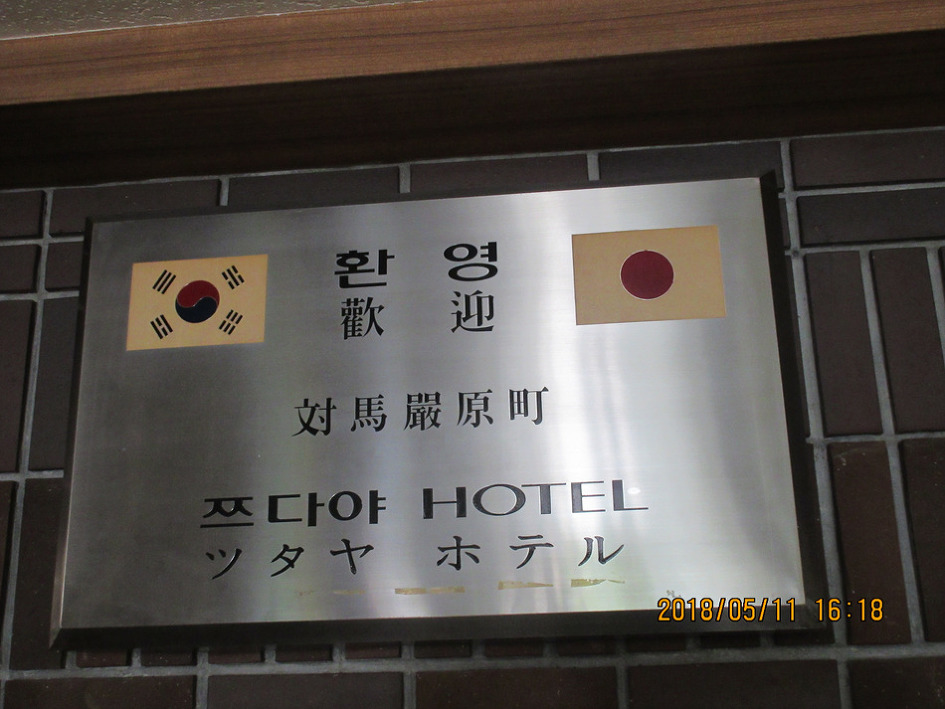 환 영
歡 迎
対馬嚴原町
쯔다야 HOTEL
ツタヤ ホテル
2018/05/11 16:18